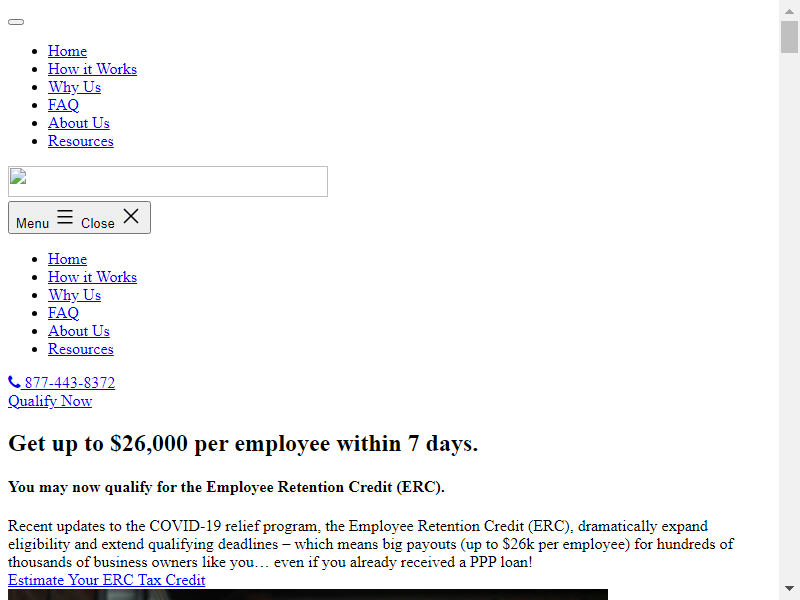 Home
How it Works
Why Us
FAQ
About Us
Resources
Menu Close
Home
How it Works
Why Us
FAQ
About Us
Resources
877-443-8372
Qualify Now
Get up to $26,000 per employee within 7 days.
You may now qualify for the Employee Retention Credit (ERC).
Recent updates to the COVID-19 relief program, the Employee Retention Credit (ERC), dramatically expand
eligibility and extend qualifying deadlines – which means big payouts (up to $26k per employee) for hundreds of
thousands of business owners like you… even if you already received a PPP loan!
Estimate Your ERC Tax Credit